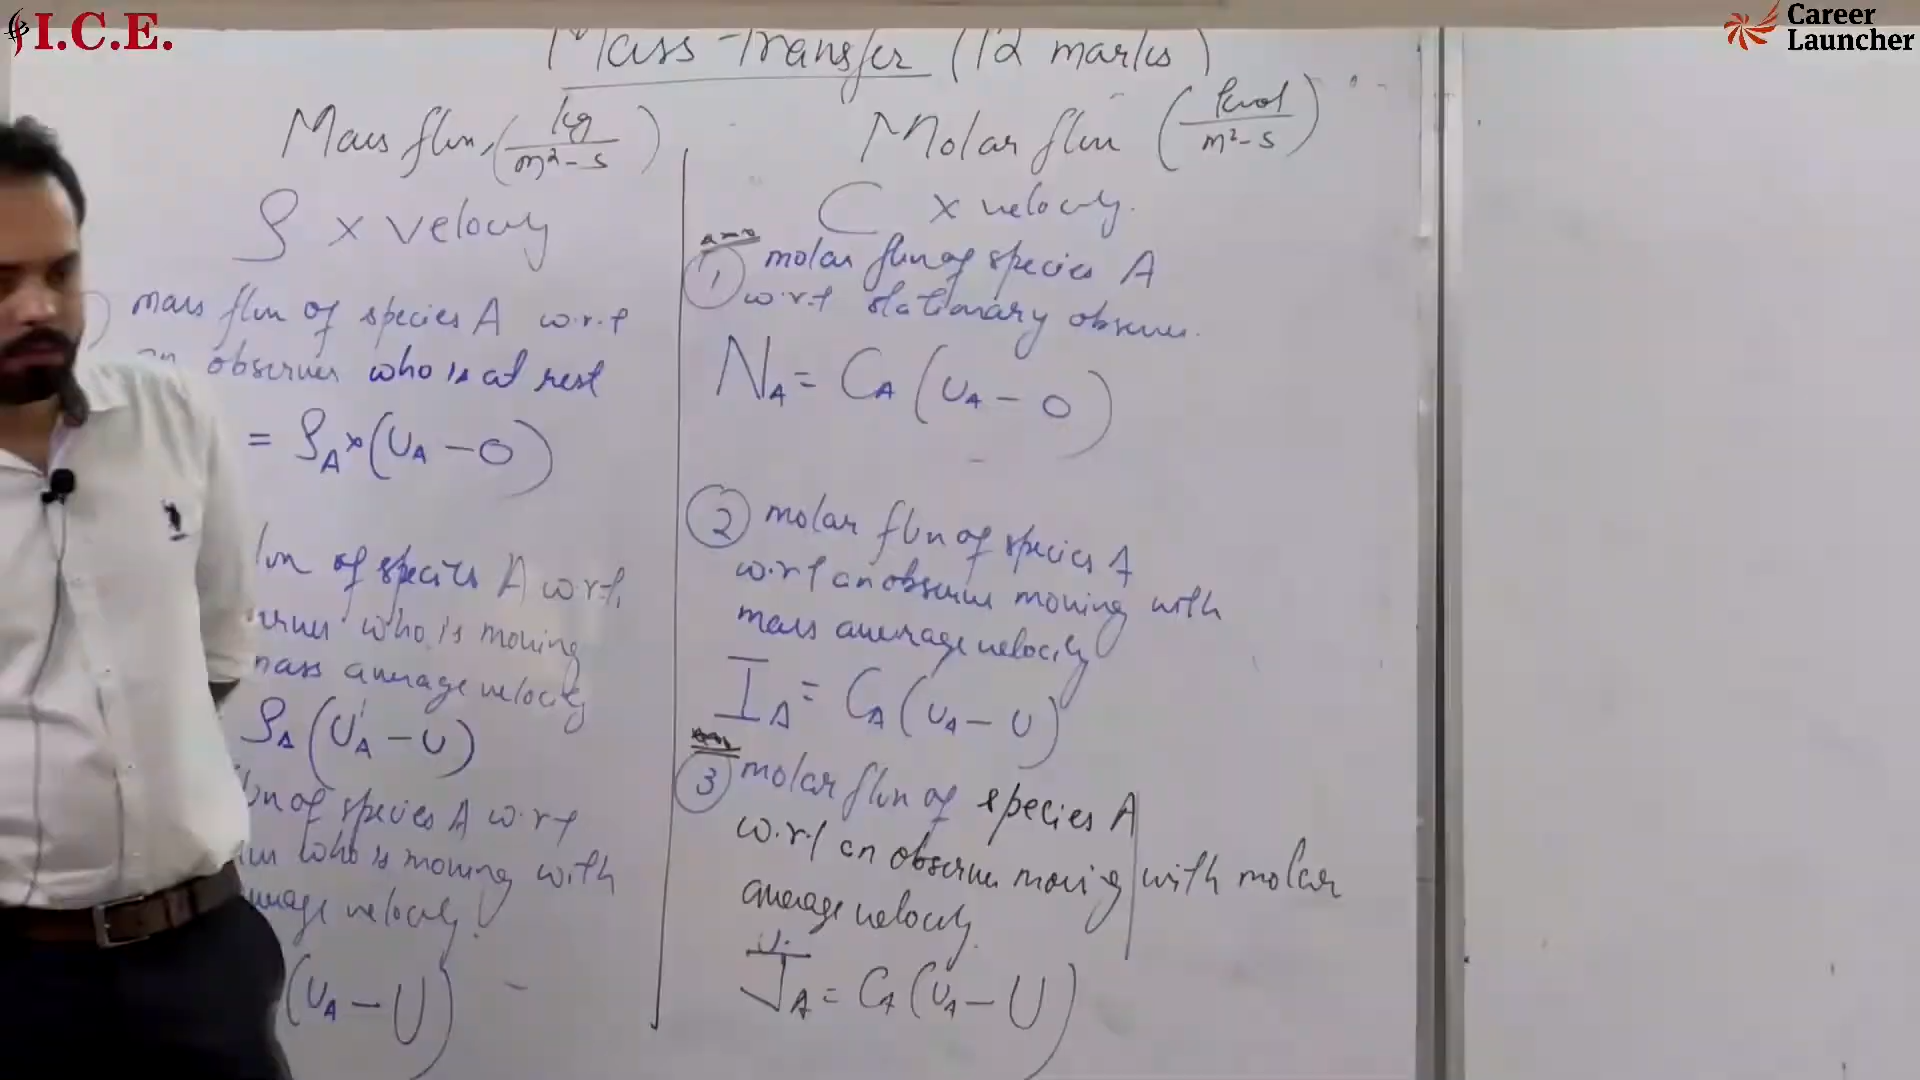 I.C.E.
Career
Launcher
Mass Transfer (12 marks)
Mass flux, (kg / m² - s)
ρ × velocity
mass flux of species A w.r.t
an observer who is at rest
= ρA × (UA - O)
of species A w.r.t.
who is moving
mass average velocity
ρA (UA - U)
of species A w.r.t
who is moving with
average velocity.
(UA - U)
Molar flux (kmol / m² - s)
C × velocity.
① molar flux of species A
w.r.t stationary observer.
NA = CA (UA - O)
② molar flux of species A
w.r.t an observer moving with
mass average velocity
IA = CA (UA - U)
③ molar flux of species A
w.r.t an observer moving with molar
average velocity.
JA = CA (UA - U)